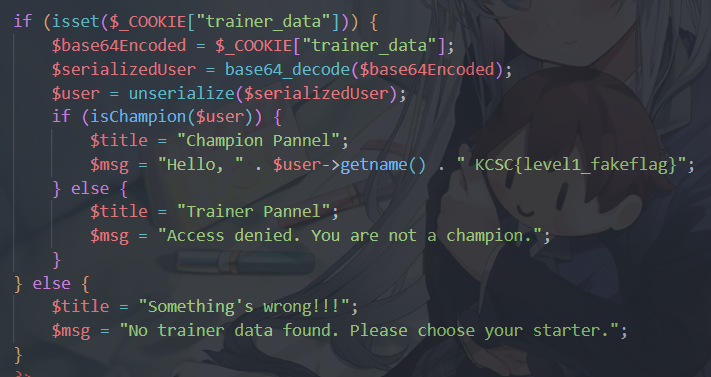 if (isset($_COOKIE["trainer_data"])) {
$base64Encoded = $_COOKIE["trainer_data"];
$serializedUser = base64_decode($base64Encoded);
$user = unserialize($serializedUser);
if (isChampion($user)) {
$title = "Champion Pannel";
$msg = "Hello, " . $user->getname() . " KCSC{level1_fakeflag}";
} else {
$title = "Trainer Pannel";
$msg = "Access denied. You are not a champion.";
}
} else {
$title = "Something's wrong!!!";
$msg = "No trainer data found. Please choose your starter.";
}
?>